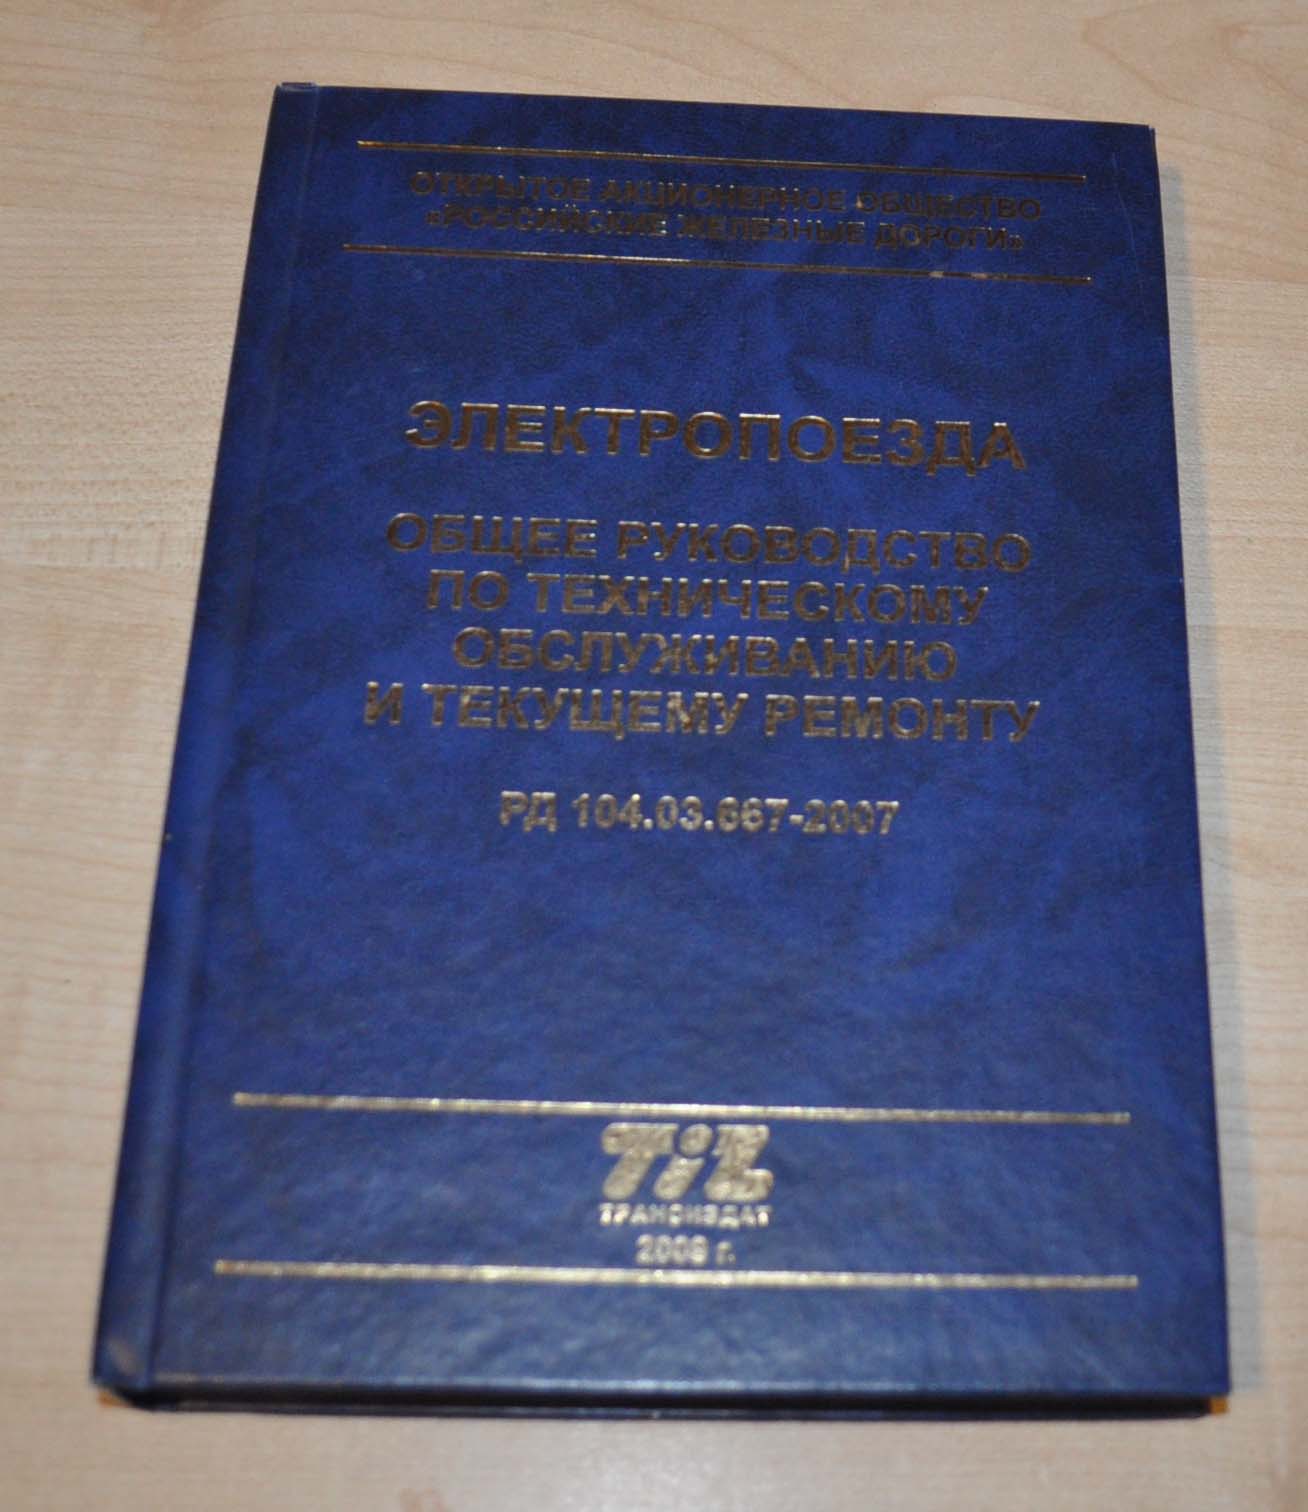 ОТКРЫТОЕ АКЦИОНЕРНОЕ ОБЩЕСТВО
«РОССИЙСКИЕ ЖЕЛЕЗНЫЕ ДОРОГИ»
ЭЛЕКТРОПОЕЗДА
ОБЩЕЕ РУКОВОДСТВО
ПО ТЕХНИЧЕСКОМУ
ОБСЛУЖИВАНИЮ
И ТЕКУЩЕМУ РЕМОНТУ
РД 104.03.667-2007
TiZ
ТРАНСИЗДАТ
2008 г.